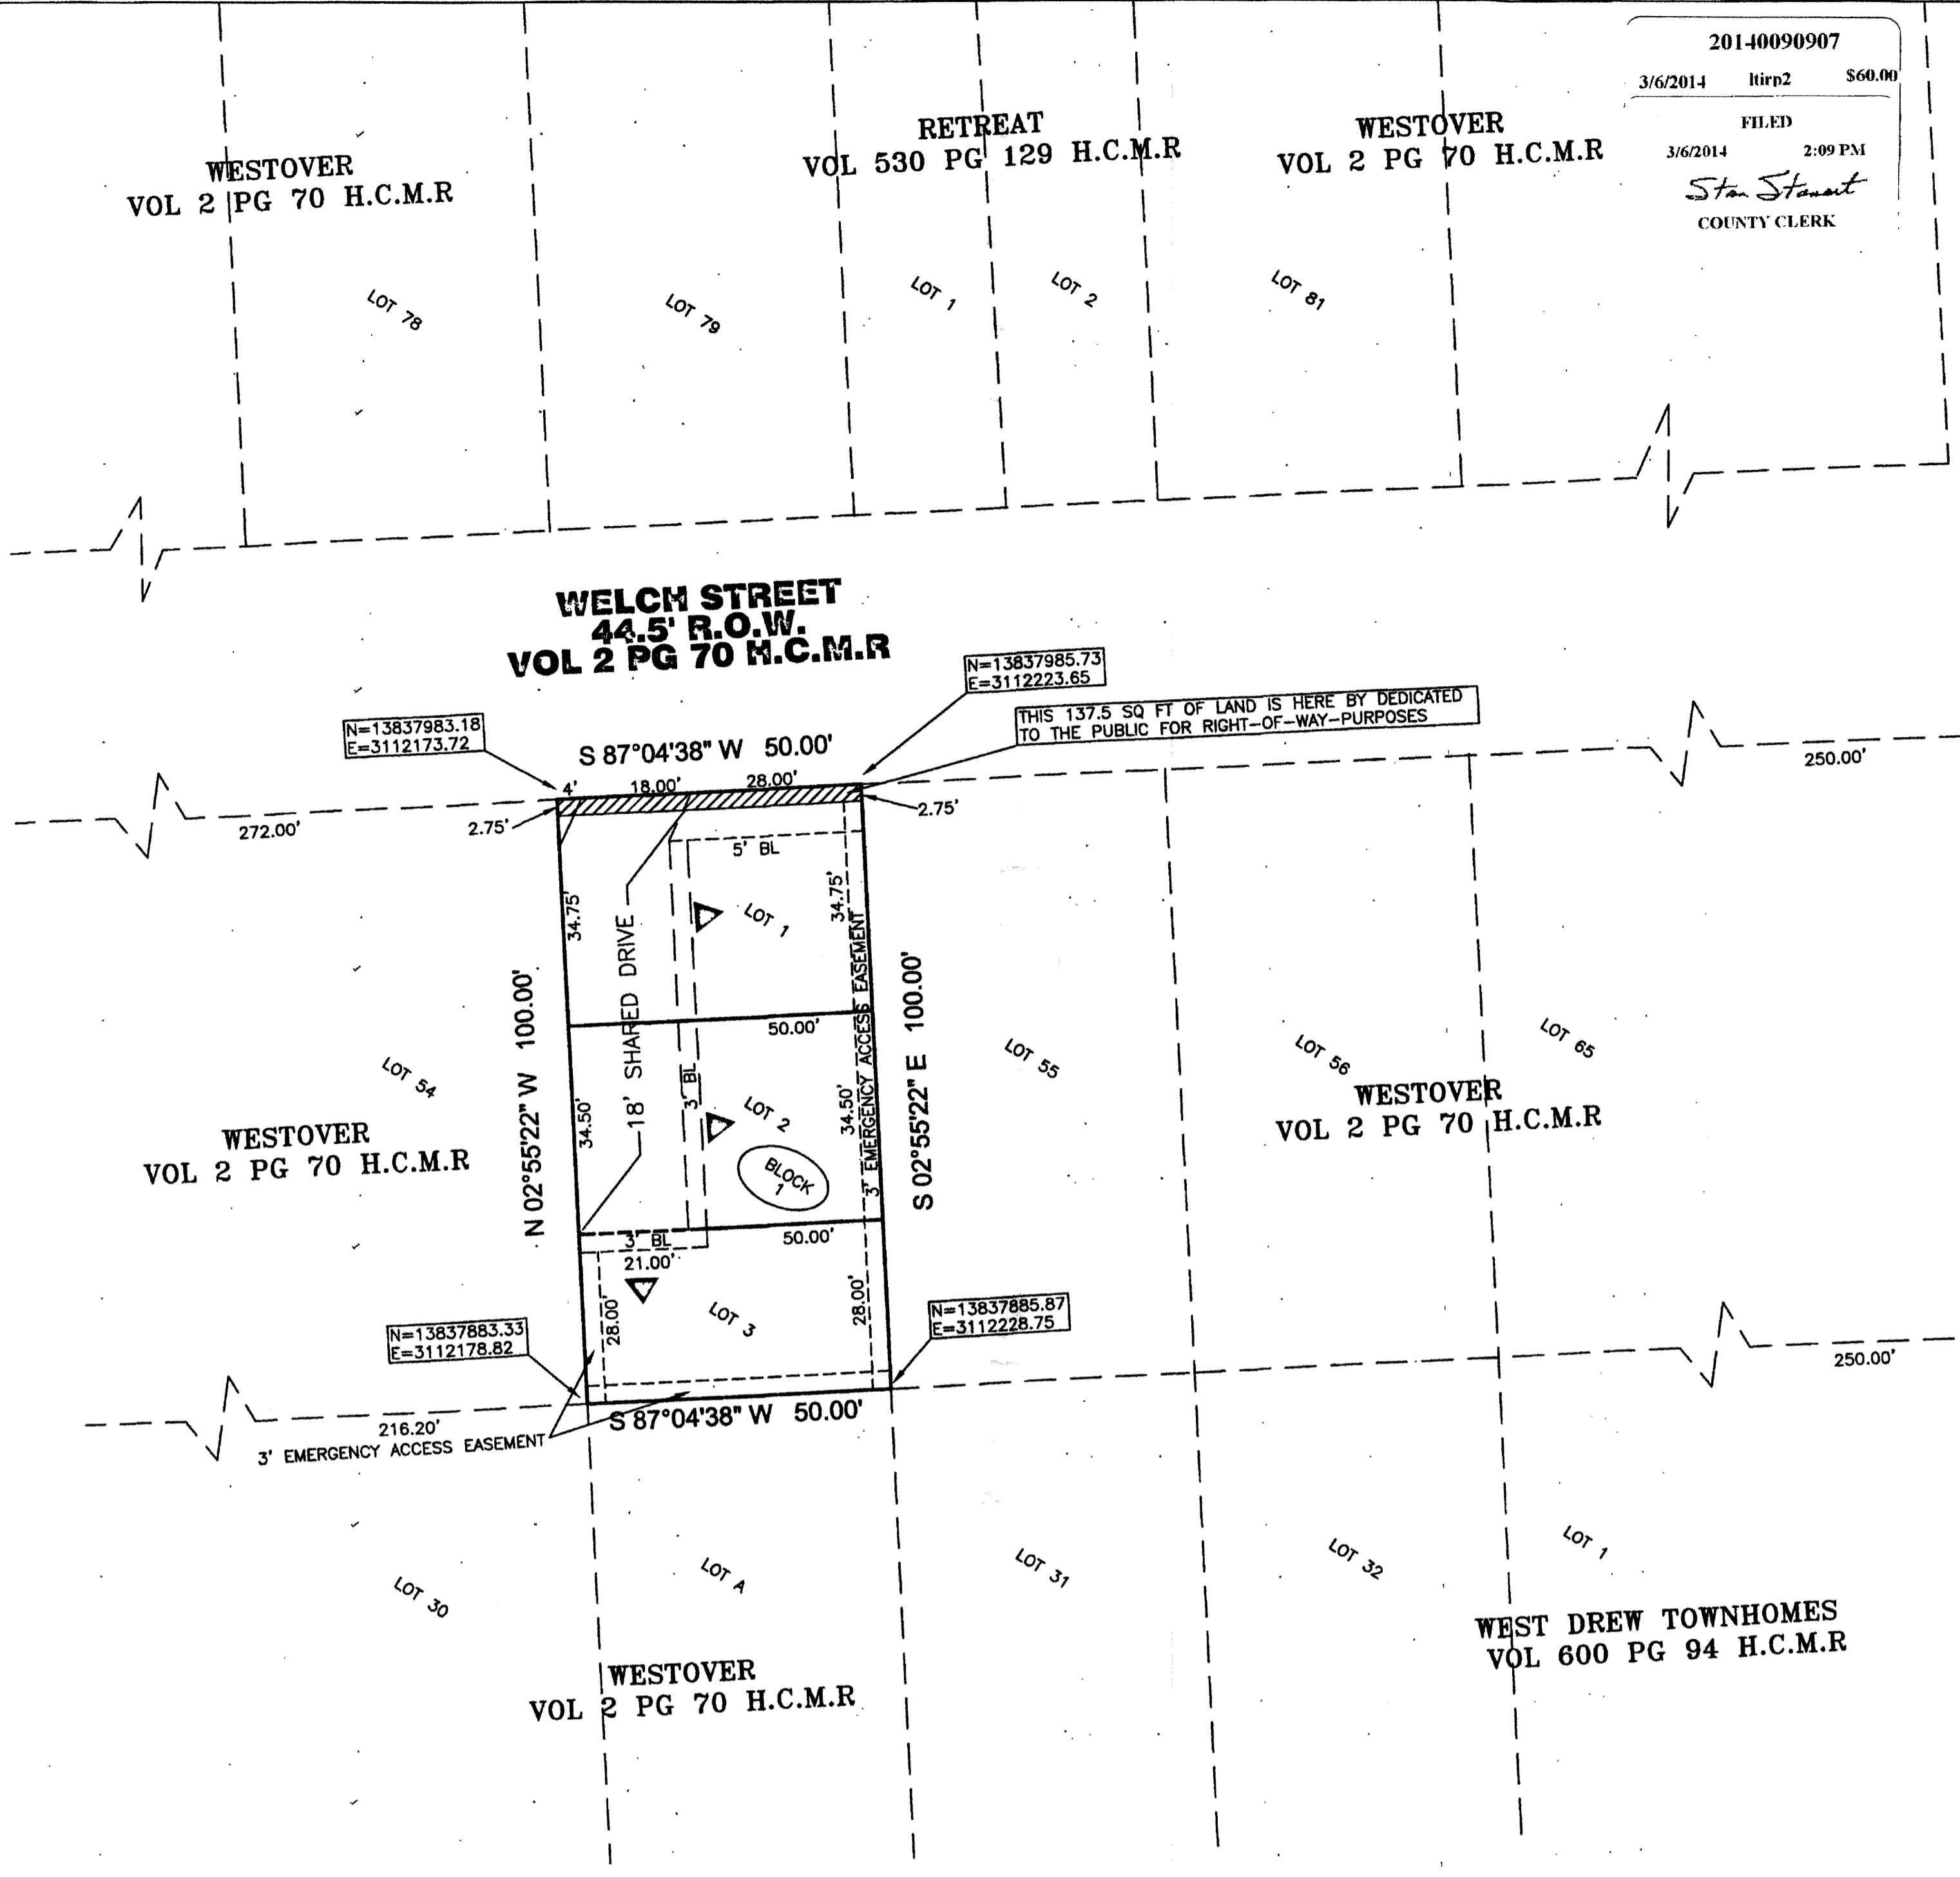 20140090907
3/6/2014 ltirp2 $60.00
FILED
3/6/2014 2:09 PM
Stan Stanart
COUNTY CLERK
WESTOVER
VOL 2 PG 70 H.C.M.R
RETREAT
VOL 530 PG 129 H.C.M.R
WESTOVER
VOL 2 PG 70 H.C.M.R
LOT 78
LOT 79
LOT 1
LOT 2
LOT 81
WELCH STREET
44.5' R.O.W.
VOL 2 PG 70 H.C.M.R
N=13837985.73
E=3112223.65
THIS 137.5 SQ FT OF LAND IS HERE BY DEDICATED
TO THE PUBLIC FOR RIGHT-OF-WAY-PURPOSES
N=13837983.18
E=3112173.72
S 87°04'38" W 50.00'
4' 18.00' 28.00'
250.00'
272.00'
2.75'
2.75'
5' BL
34.75'
34.75'
LOT 1
18' SHARED DRIVE
3' EMERGENCY ACCESS EASEMENT
N 02°55'22" W 100.00'
S 02°55'22" E 100.00'
50.00'
LOT 54
LOT 55
LOT 56
LOT 65
WESTOVER
VOL 2 PG 70 H.C.M.R
WESTOVER
VOL 2 PG 70 H.C.M.R
34.50'
3' BL
LOT 2
34.50'
BLOCK
1
3' BL
50.00'
21.00'
28.00'
LOT 3
28.00'
N=13837883.33
E=3112178.82
N=13837885.87
E=3112228.75
250.00'
216.20'
S 87°04'38" W 50.00'
3' EMERGENCY ACCESS EASEMENT
LOT 30
LOT A
LOT 31
LOT 32
LOT 1
WESTOVER
VOL 2 PG 70 H.C.M.R
WEST DREW TOWNHOMES
VOL 600 PG 94 H.C.M.R